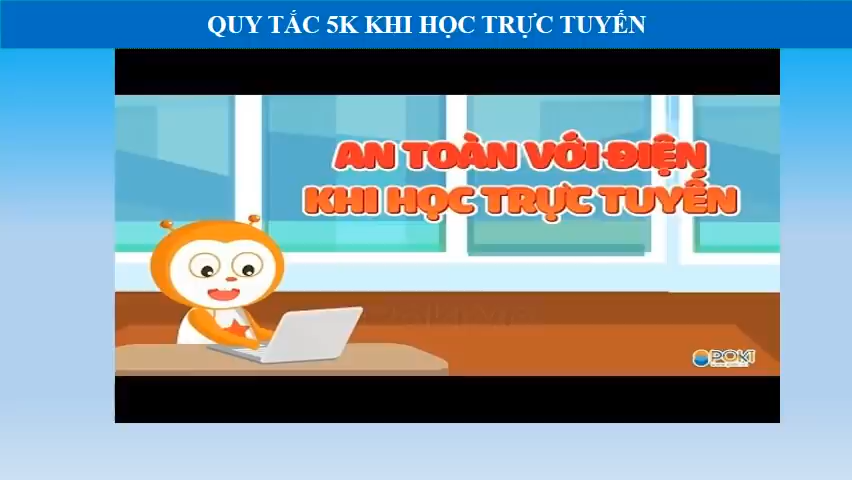 QUY TẮC 5K KHI HỌC TRỰC TUYẾN
AN TOÀN VỚI ĐIỆN
KHI HỌC TRỰC TUYẾN
POKI